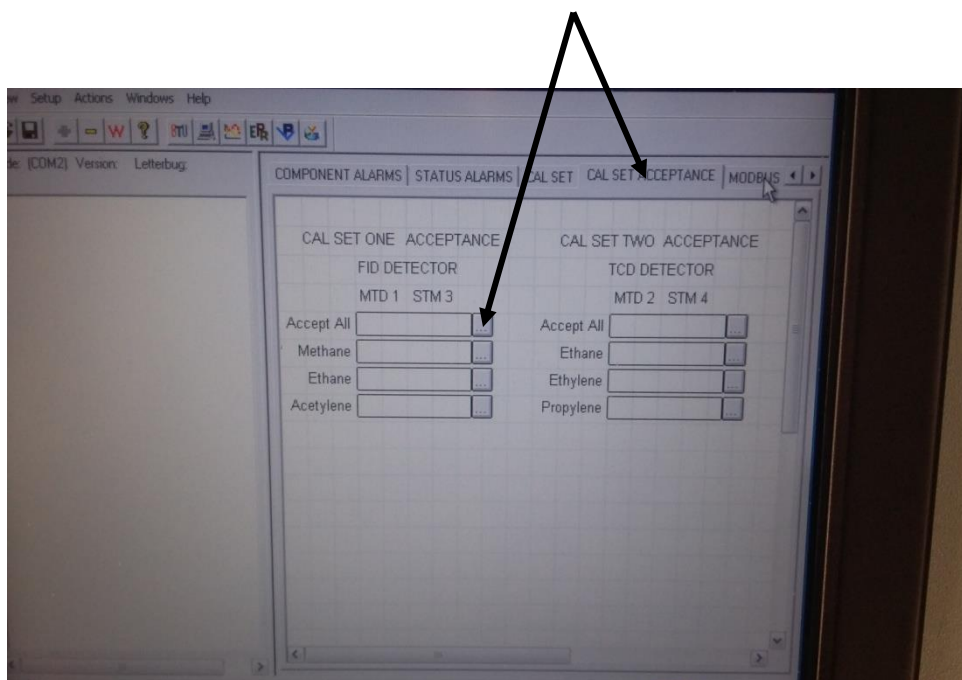 Setup Actions Windows Help
W ? BTU
(COM2) Version: Letterbug:
COMPONENT ALARMS STATUS ALARMS CAL SET CAL SET ACCEPTANCE MODBUS
CAL SET ONE ACCEPTANCE
FID DETECTOR
MTD 1 STM 3
Accept All ...
Methane ...
Ethane ...
Acetylene ...
CAL SET TWO ACCEPTANCE
TCD DETECTOR
MTD 2 STM 4
Accept All ...
Ethane ...
Ethylene ...
Propylene ...